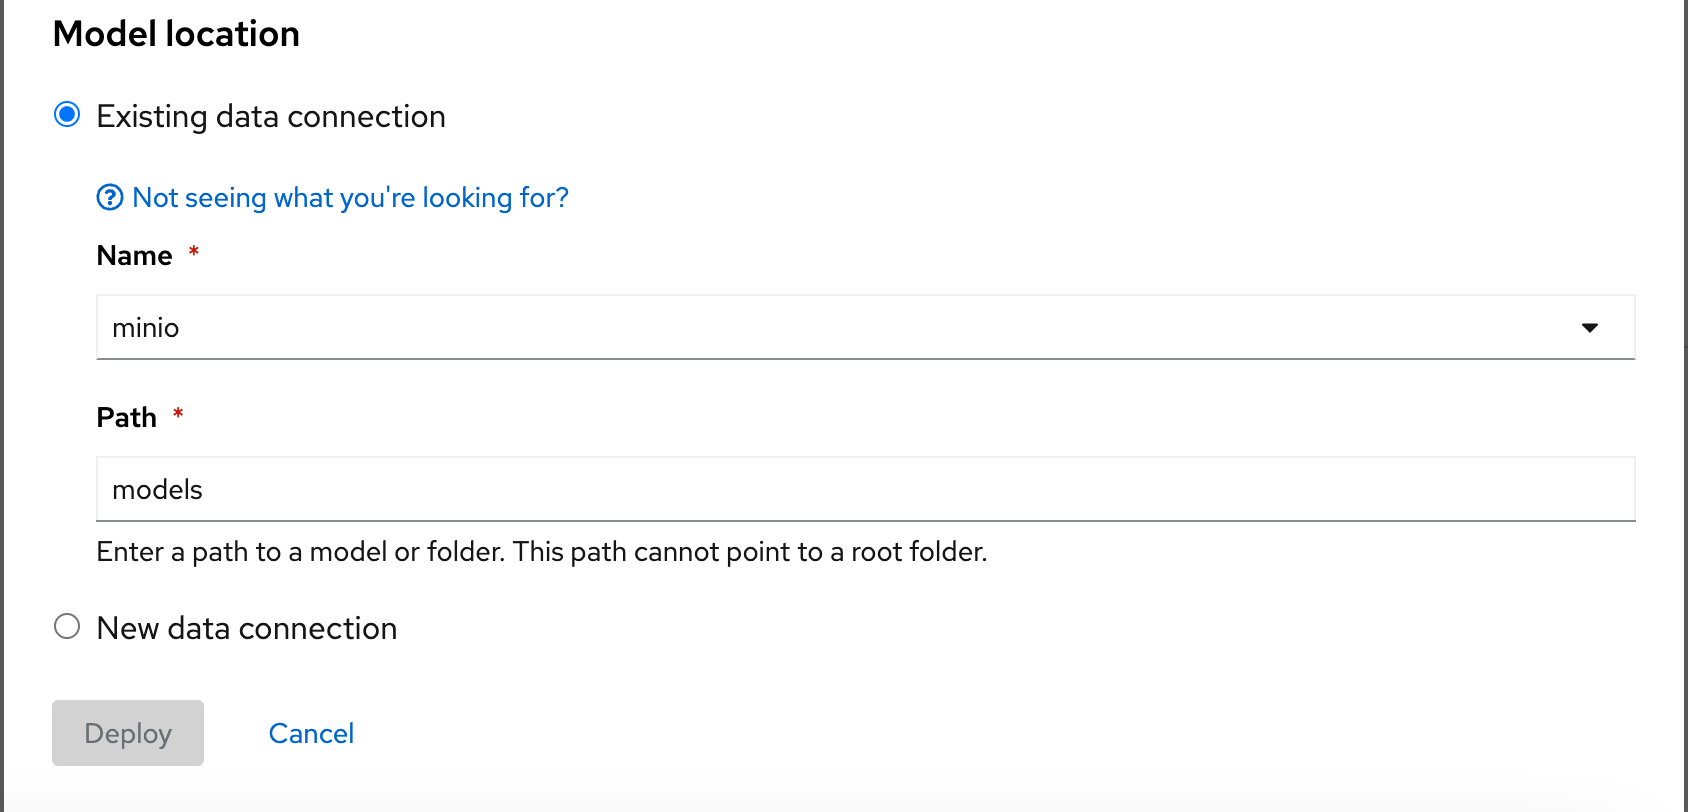 Model location
Existing data connection
Not seeing what you're looking for?
Name *
minio
Path *
models
Enter a path to a model or folder. This path cannot point to a root folder.
New data connection
Deploy Cancel